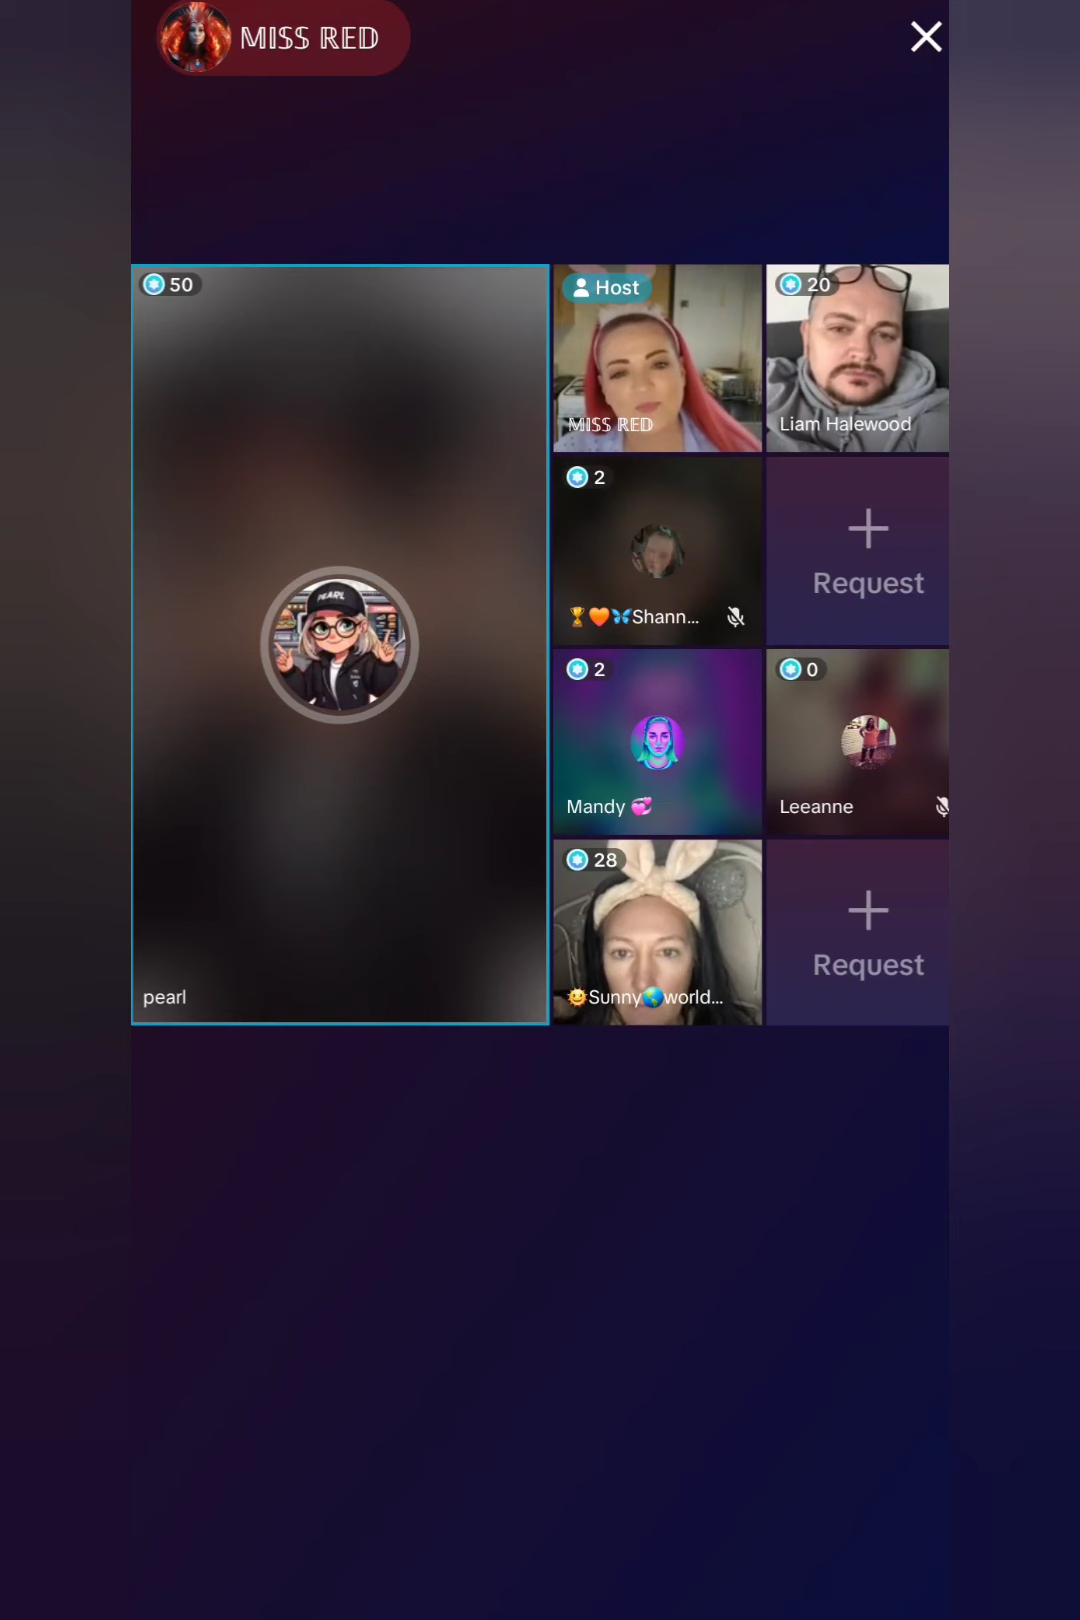 𝕄𝕀𝕊𝕊 ℝ𝔼𝔻
50
Host
𝕄𝕀𝕊𝕊 ℝ𝔼𝔻
20
Liam Halewood
PEARL
pearl
2
🏆🧡🦋Shann...
Request
2
Mandy 💞
0
Leeanne
28
🌞Sunny🌎world...
Request